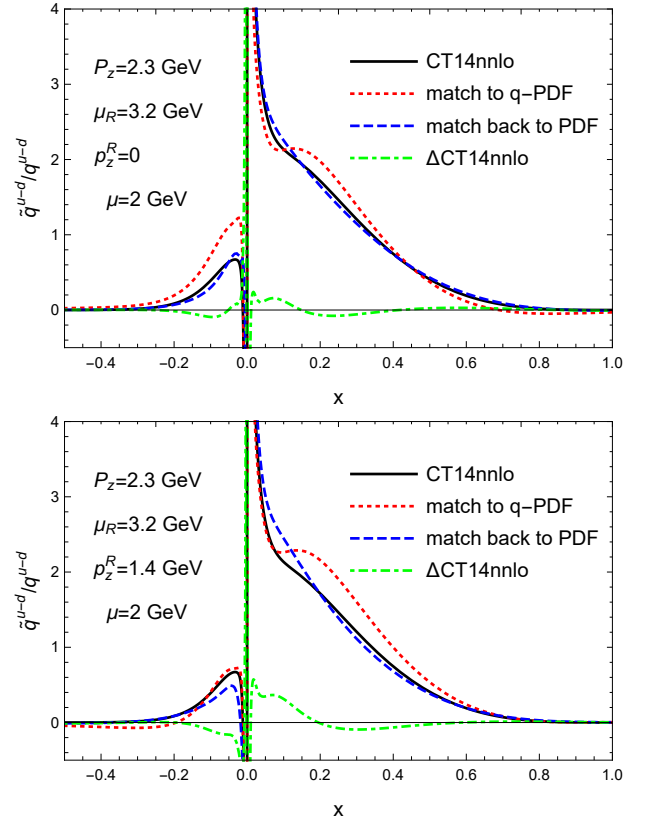 4
3
2
1
0
−0.4 −0.2 0.0 0.2 0.4 0.6 0.8 1.0
x
q̃^{u−d}/q^{u−d}
P_z=2.3 GeV
μ_R=3.2 GeV
p_z^R=0
μ=2 GeV
CT14nnlo
match to q−PDF
match back to PDF
ΔCT14nnlo
4
3
2
1
0
−0.4 −0.2 0.0 0.2 0.4 0.6 0.8 1.0
x
q̃^{u−d}/q^{u−d}
P_z=2.3 GeV
μ_R=3.2 GeV
p_z^R=1.4 GeV
μ=2 GeV
CT14nnlo
match to q−PDF
match back to PDF
ΔCT14nnlo